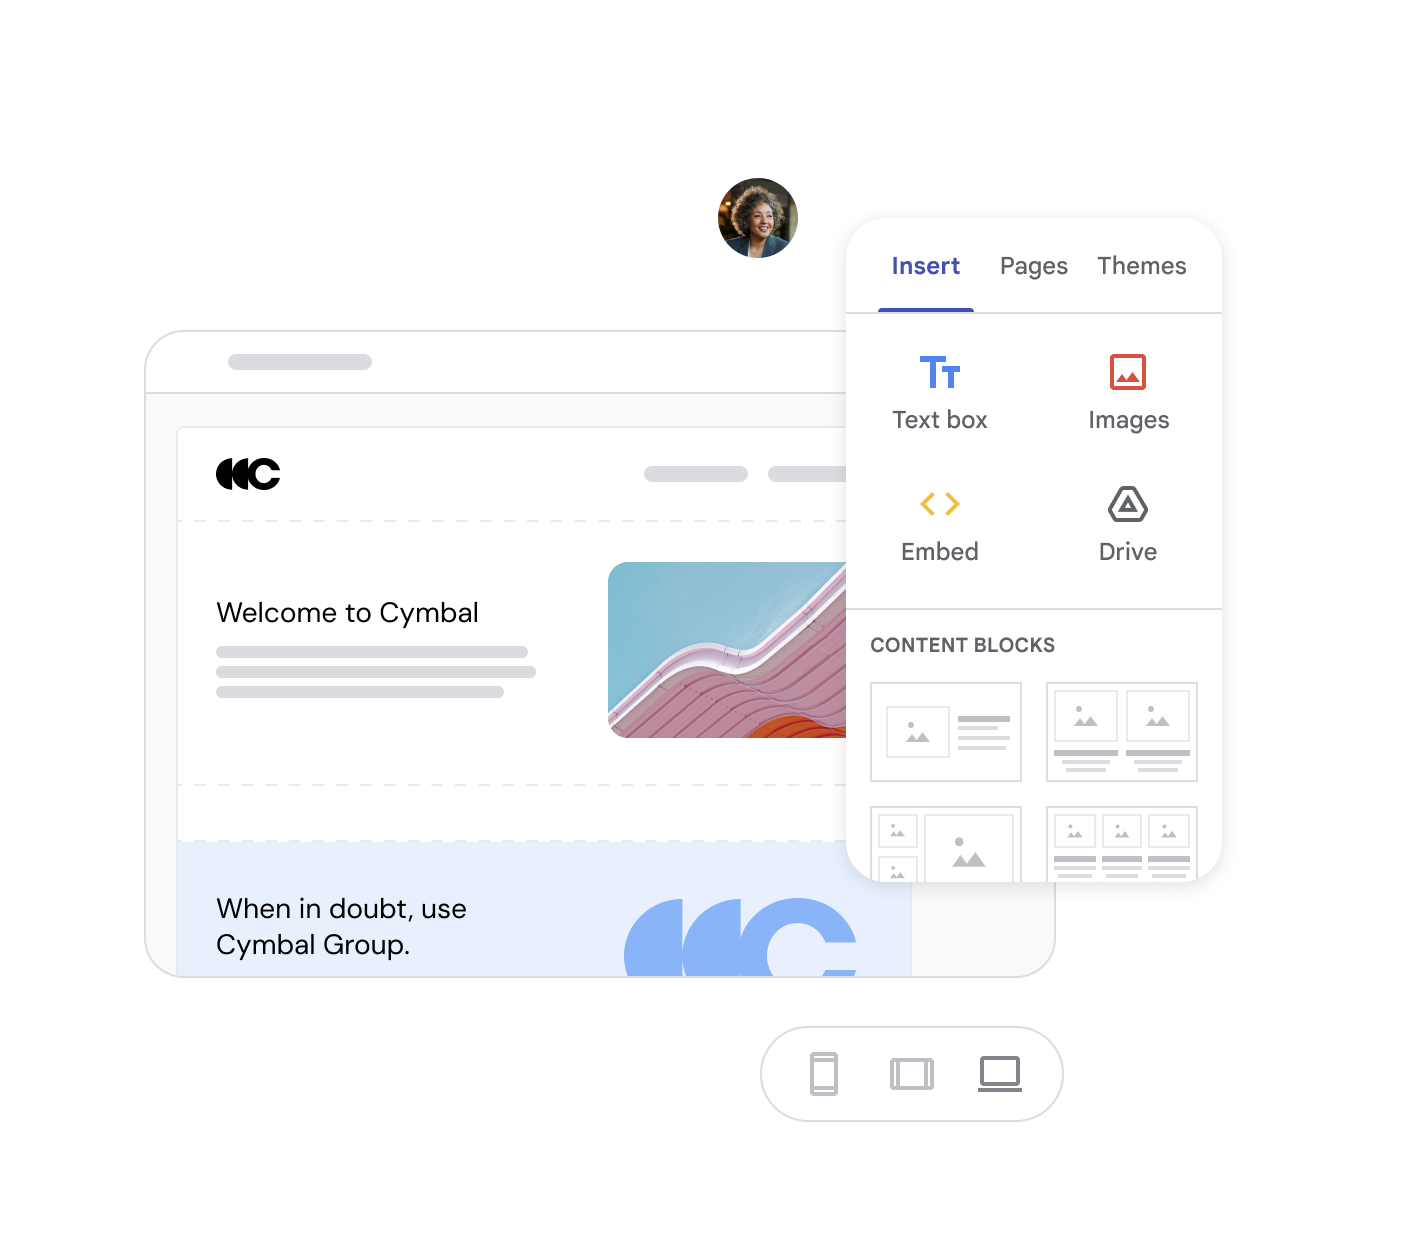 Insert Pages Themes
Text box Images
Embed Drive
CONTENT BLOCKS
Welcome to Cymbal
When in doubt, use
Cymbal Group.